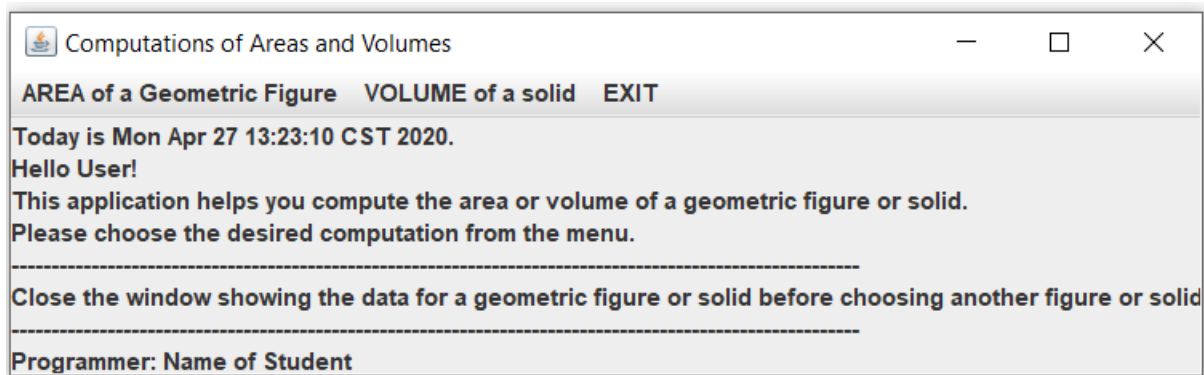 Computations of Areas and Volumes
AREA of a Geometric Figure VOLUME of a solid EXIT
Today is Mon Apr 27 13:23:10 CST 2020.
Hello User!
This application helps you compute the area or volume of a geometric figure or solid.
Please choose the desired computation from the menu.
----------------------------------------------------------------------------------------------------------
Close the window showing the data for a geometric figure or solid before choosing another figure or solid
----------------------------------------------------------------------------------------------------------
Programmer: Name of Student